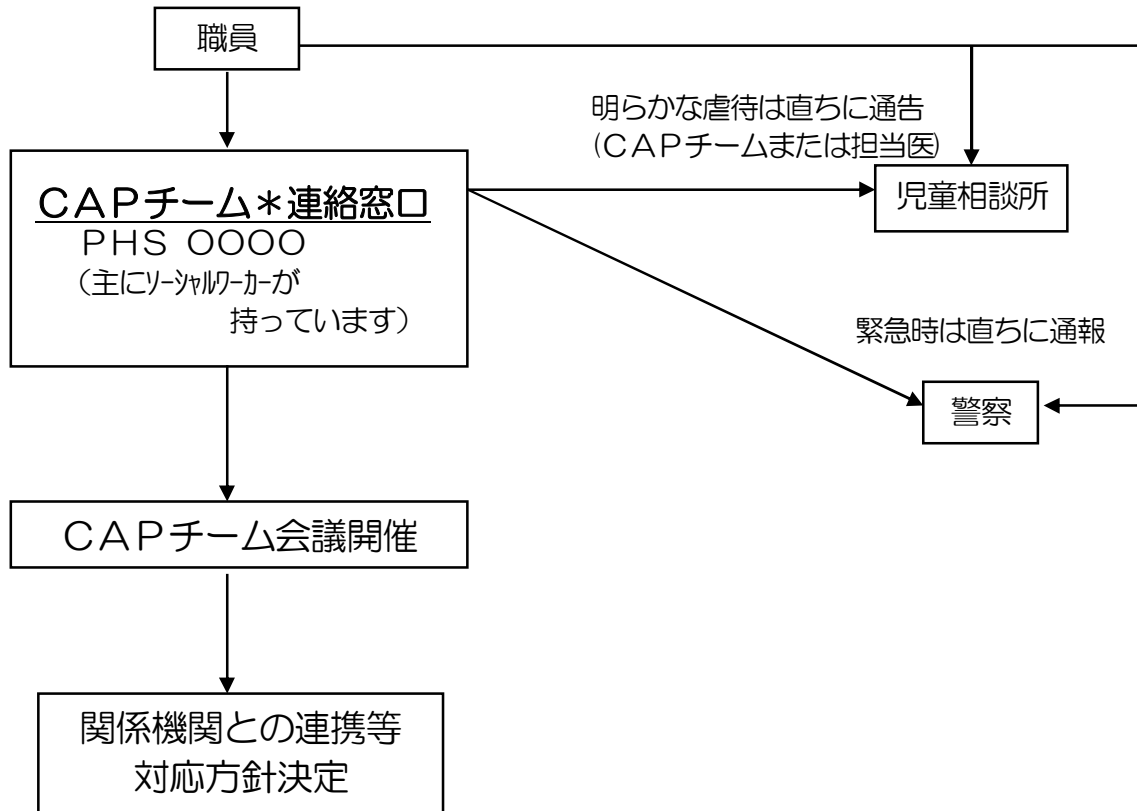 職員
明らかな虐待は直ちに通告
(CAPチームまたは担当医)
児童相談所
CAPチーム*連絡窓口
PHS 〇〇〇〇
(主にソーシャルワーカーが
持っています)
緊急時は直ちに通報
警察
CAPチーム会議開催
関係機関との連携等
対応方針決定